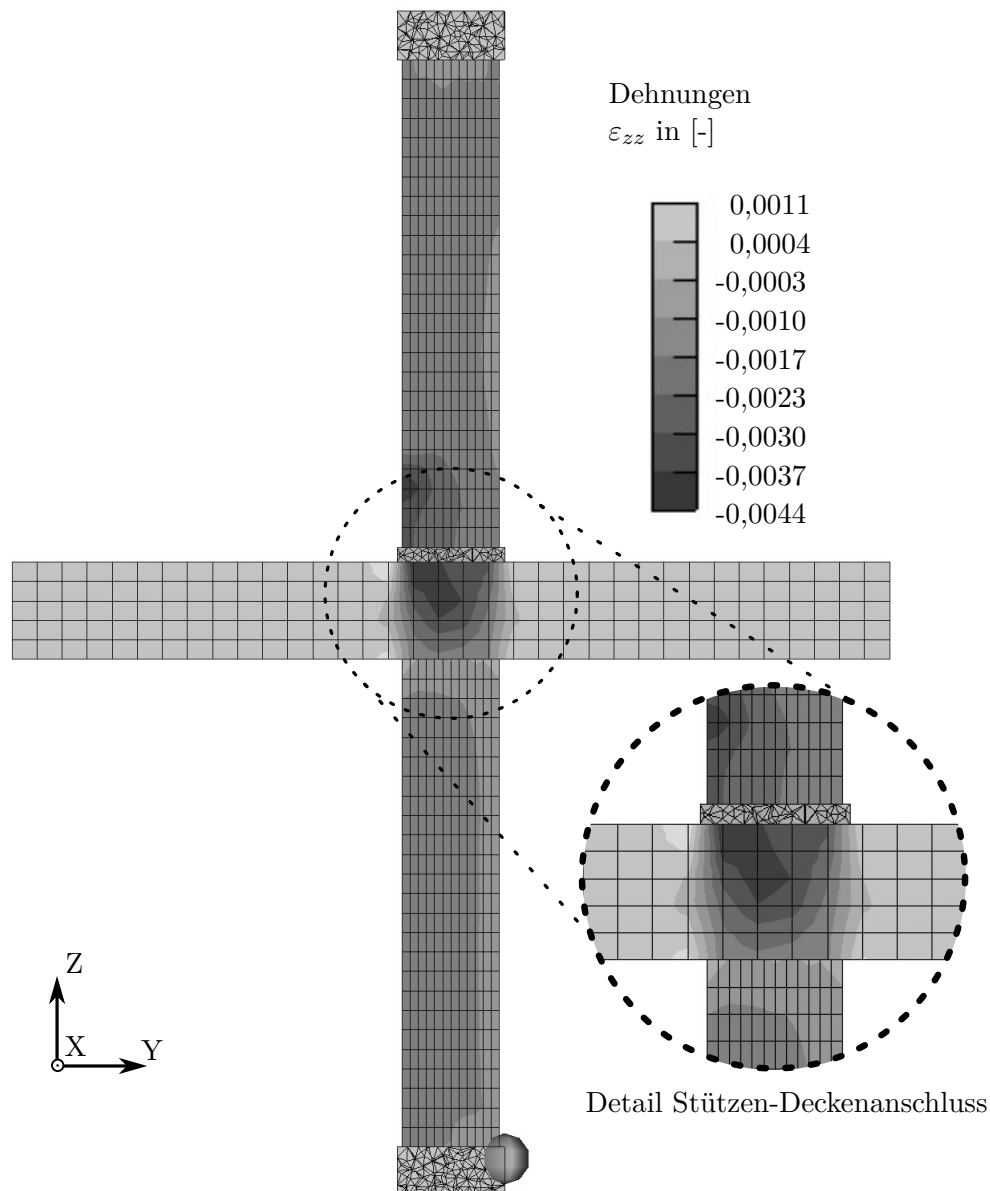 Dehnungen
εzz in [-]
0,0011
0,0004
-0,0003
-0,0010
-0,0017
-0,0023
-0,0030
-0,0037
-0,0044
Z
X
Y
Detail Stützen-Deckenanschluss